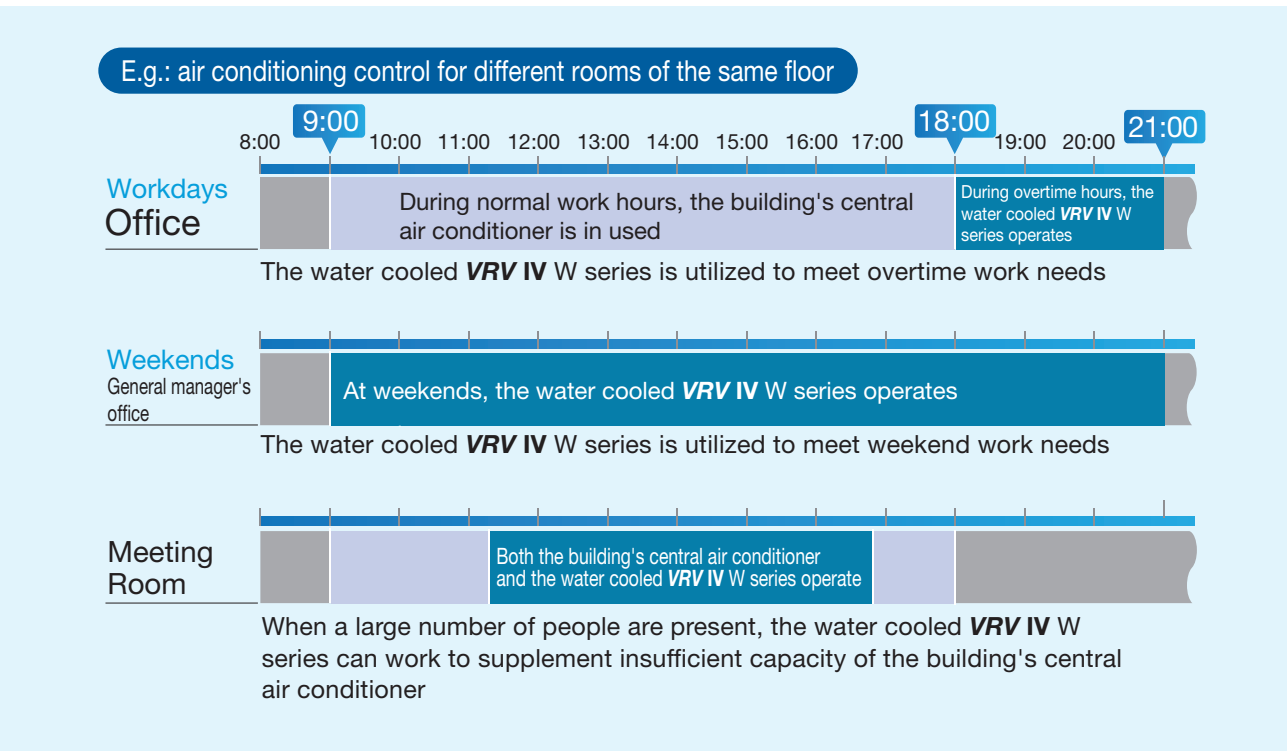 E.g.: air conditioning control for different rooms of the same floor
8:00 9:00 10:00 11:00 12:00 13:00 14:00 15:00 16:00 17:00 18:00 19:00 20:00 21:00
Workdays
Office
During normal work hours, the building's central
air conditioner is in used
During overtime hours, the
water cooled VRV IV W
series operates
The water cooled VRV IV W series is utilized to meet overtime work needs
Weekends
General manager's
office
At weekends, the water cooled VRV IV W series operates
The water cooled VRV IV W series is utilized to meet weekend work needs
Meeting
Room
Both the building's central air conditioner
and the water cooled VRV IV W series operate
When a large number of people are present, the water cooled VRV IV W
series can work to supplement insufficient capacity of the building's central
air conditioner